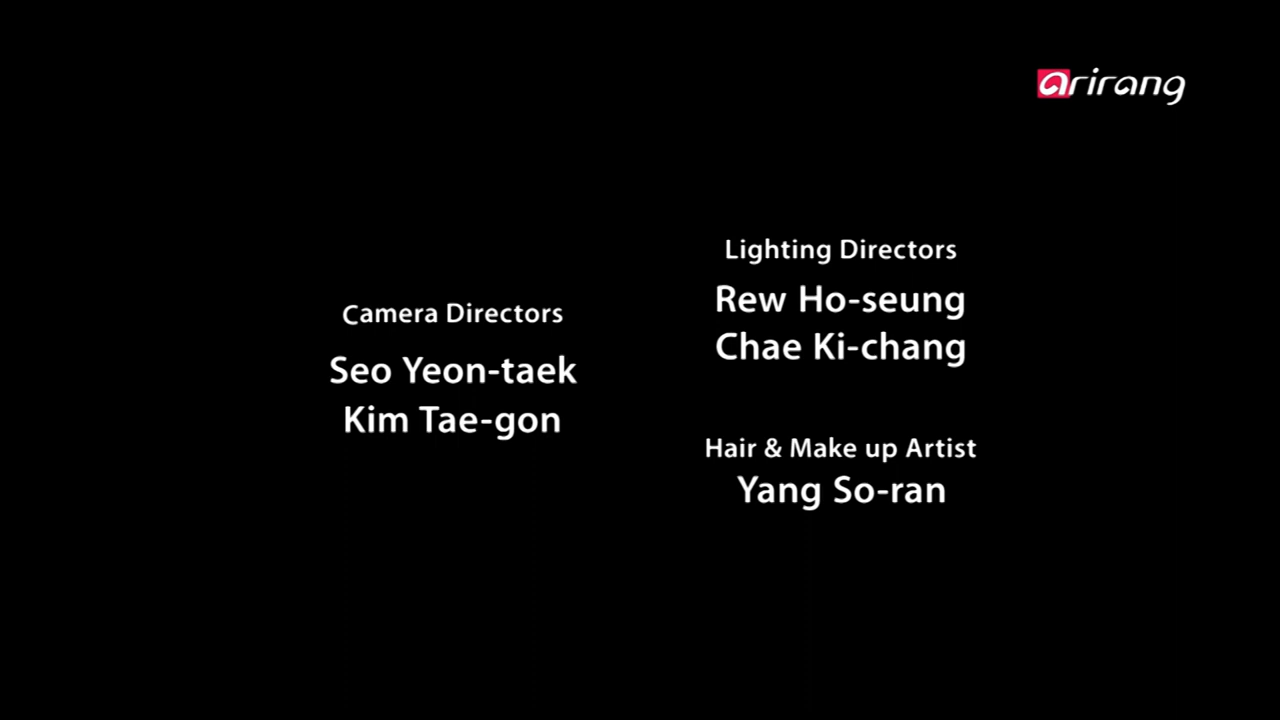 arirang
Camera Directors
Seo Yeon-taek
Kim Tae-gon
Lighting Directors
Rew Ho-seung
Chae Ki-chang
Hair & Make up Artist
Yang So-ran